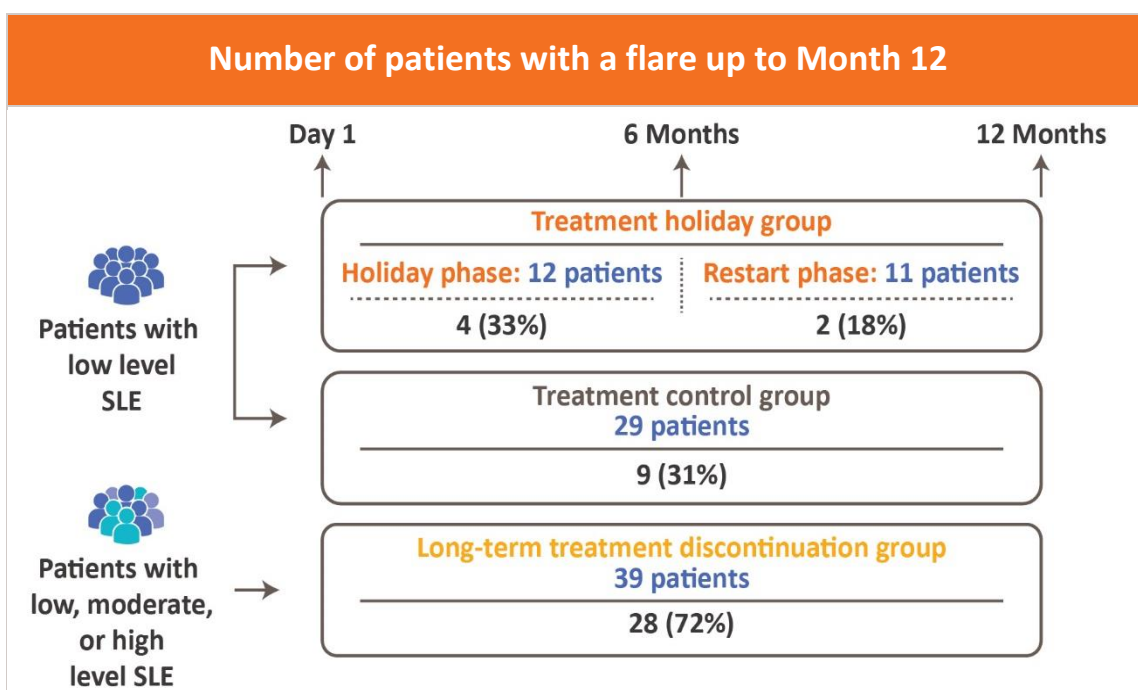 Number of patients with a flare up to Month 12
Day 1
6 Months
12 Months
Patients with
low level
SLE
Treatment holiday group
Holiday phase: 12 patients
Restart phase: 11 patients
4 (33%)
2 (18%)
Treatment control group
29 patients
9 (31%)
Patients with
low, moderate,
or high
level SLE
Long-term treatment discontinuation group
39 patients
28 (72%)